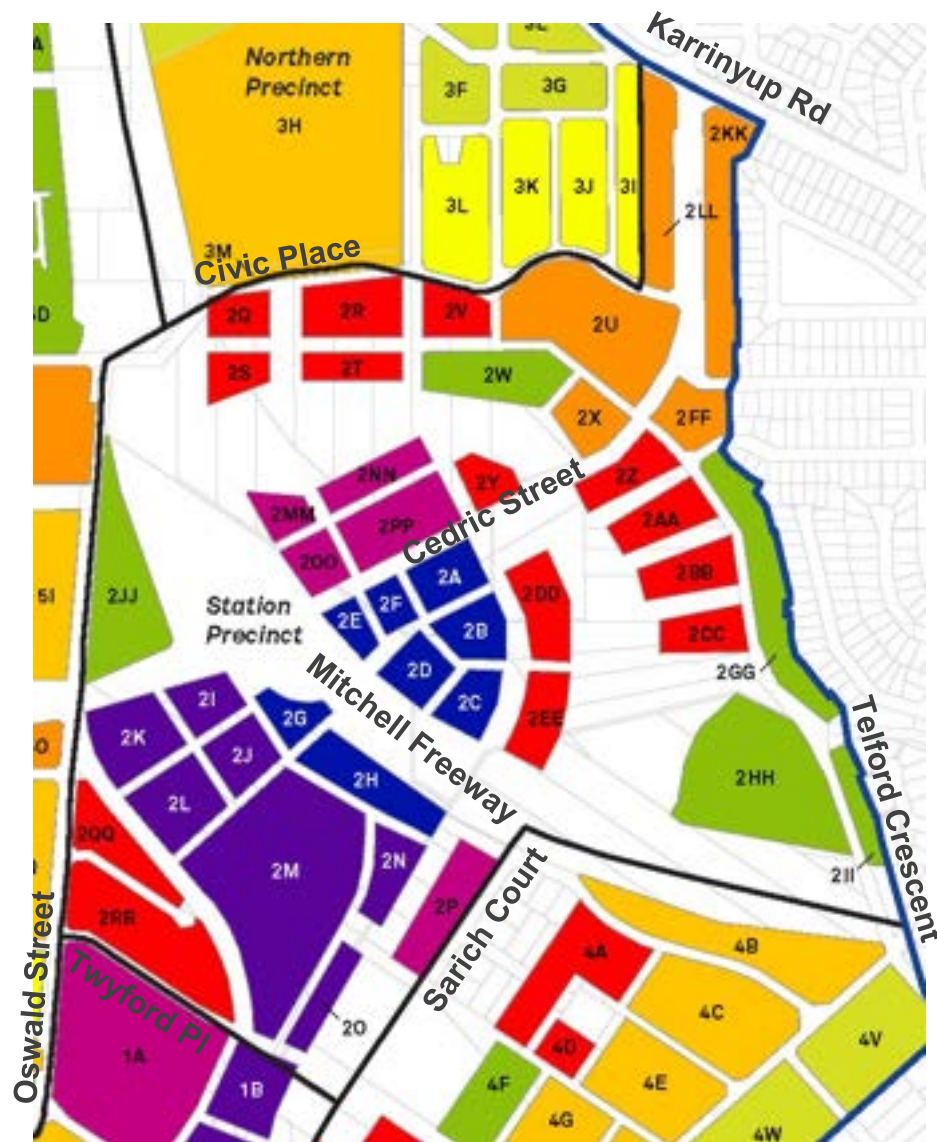 Karrinyup Rd
Northern
Precinct
3H
3F
3G
2KK
3L
3K
3J
3I
2LL
3M
Civic Place
2Q
2R
2V
2U
2S
2T
2W
2X
2FF
2NN
2Y
2Z
2MM
2PP
Cedric Street
2AA
2OO
2A
2BB
5I
2JJ
Station
Precinct
2E
2F
2DD
2B
2CC
2D
2GG
2I
2G
2C
2K
2J
Mitchell Freeway
2EE
2H
2HH
Telford Crescent
2L
2QQ
2M
2N
2II
2P
2RR
Oswald Street
Sarich Court
4A
4B
Twyford Pl
4C
2O
1A
4D
4V
1B
4F
4E
4G
4W